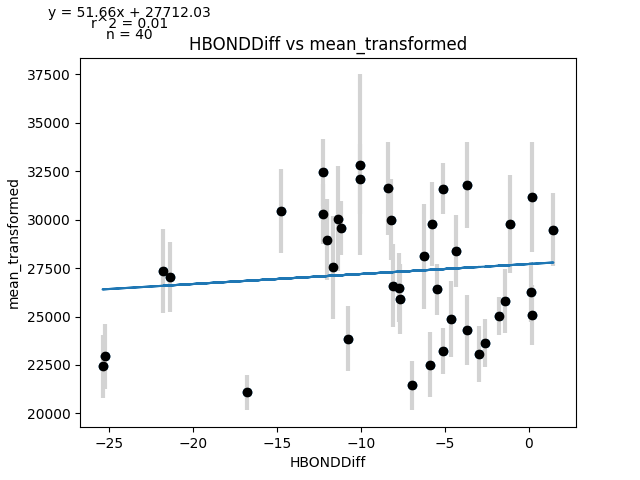 y = 51.66x + 27712.03
r^2 = 0.01
n = 40
HBONDDiff vs mean_transformed
37500
35000
32500
30000
27500
25000
22500
20000
mean_transformed
−25
−20
−15
−10
−5
0
HBONDDiff